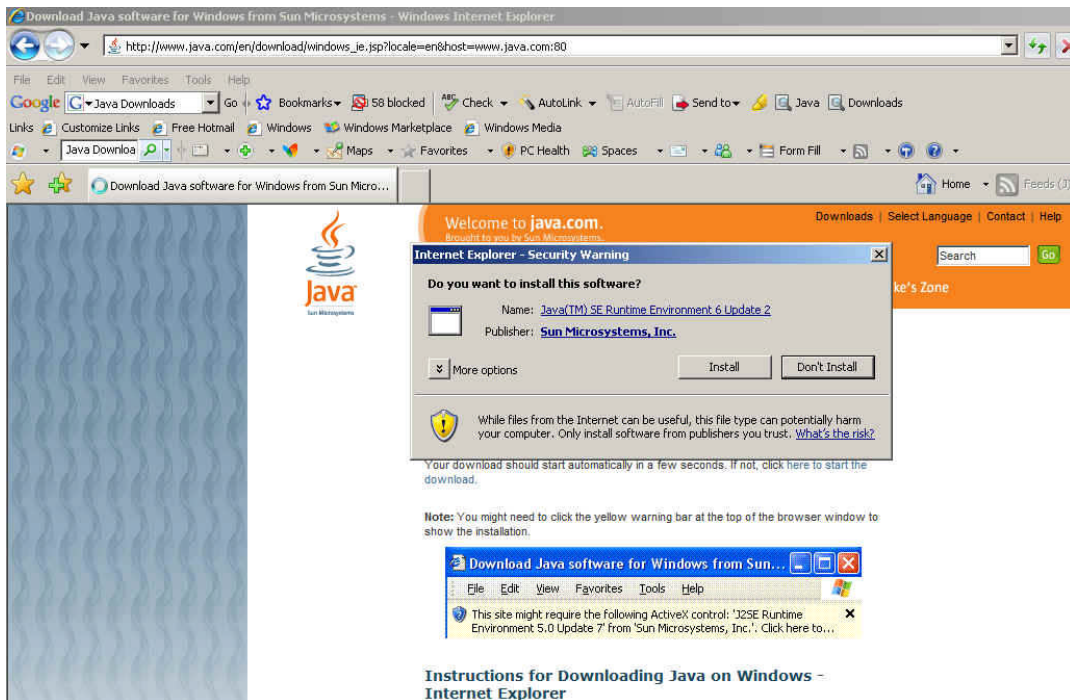 Download Java software for Windows from Sun Microsystems - Windows Internet Explorer
http://www.java.com/en/download/windows_ie.jsp?locale=en&host=www.java.com:80
File Edit View Favorites Tools Help
Google G Java Downloads Go Bookmarks 58 blocked ABC Check AutoLink AutoFill Send to Java Downloads
Links Customize Links Free Hotmail Windows Windows Marketplace Windows Media
Java Downloa Maps Favorites PC Health Spaces Form Fill
Download Java software for Windows from Sun Micro... Home Feeds (J)
Downloads | Select Language | Contact | Help
Welcome to java.com.
Brought to you by Sun Microsystems.
Java
Sun Microsystems
Search Go
ke's Zone
Internet Explorer - Security Warning
Do you want to install this software?
Name: Java(TM) SE Runtime Environment 6 Update 2
Publisher: Sun Microsystems, Inc.
More options Install Don't Install
While files from the Internet can be useful, this file type can potentially harm
your computer. Only install software from publishers you trust. What's the risk?
Your download should start automatically in a few seconds. If not, click here to start the
download.
Note: You might need to click the yellow warning bar at the top of the browser window to
show the installation.
Download Java software for Windows from Sun...
File Edit View Favorites Tools Help
This site might require the following ActiveX control: 'J2SE Runtime
Environment 5.0 Update 7' from 'Sun Microsystems, Inc.'. Click here to...
Instructions for Downloading Java on Windows -
Internet Explorer